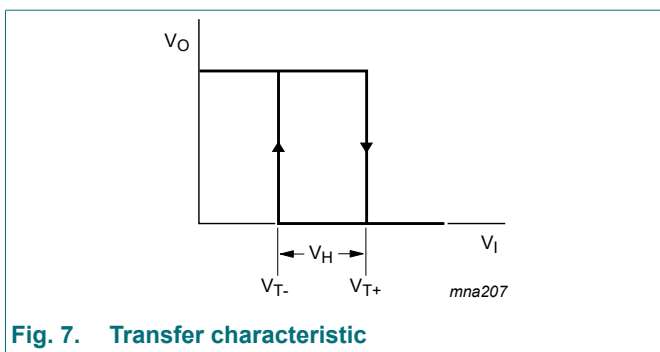 VO
VH
VI
VT-
VT+
mna207
Fig. 7. Transfer characteristic